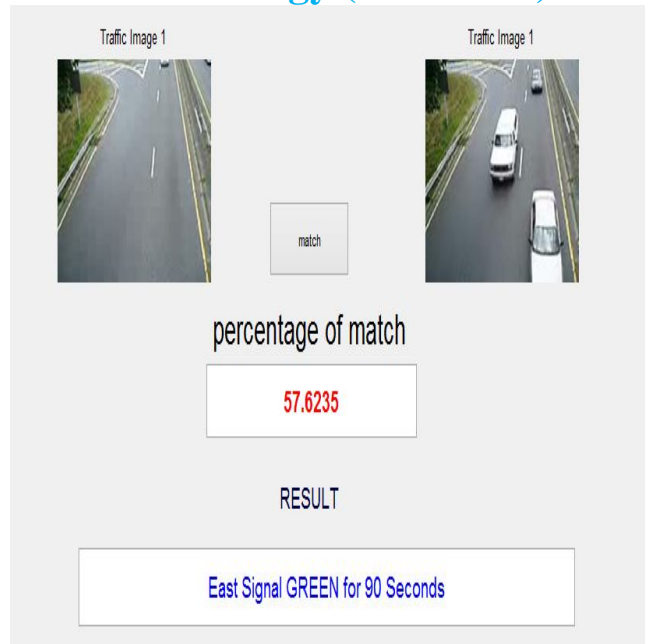 Traffic Image 1
Traffic Image 1
match
percentage of match
57.6235
RESULT
East Signal GREEN for 90 Seconds